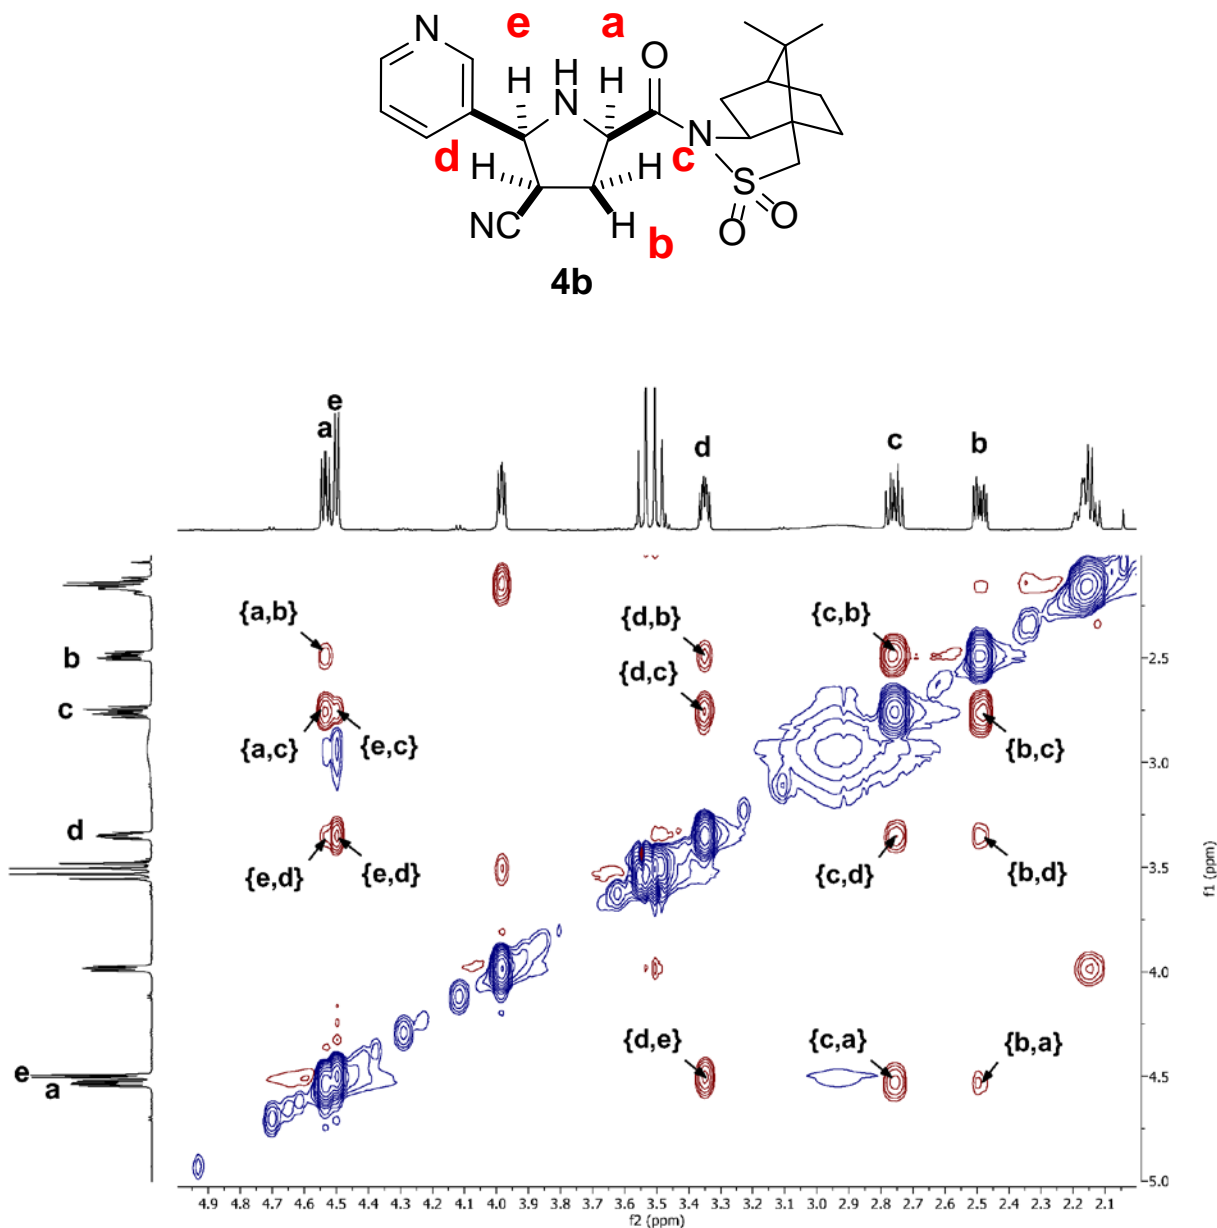 N e a O
H H N H
d H H c N
S
NC H b O O
4b
e
a d c b
{a,b} {d,b} {c,b}
b 2.5
{d,c}
c
{a,c} {e,c} {b,c}
3.0
d
{e,d} {e,d} {c,d} {b,d} 3.5
f1 (ppm)
4.0
{d,e} {c,a} {b,a}
e 4.5
a
5.0
4.9 4.8 4.7 4.6 4.5 4.4 4.3 4.2 4.1 4.0 3.9 3.8 3.7 3.6 3.5 3.4 3.3 3.2 3.1 3.0 2.9 2.8 2.7 2.6 2.5 2.4 2.3 2.2 2.1
f2 (ppm)